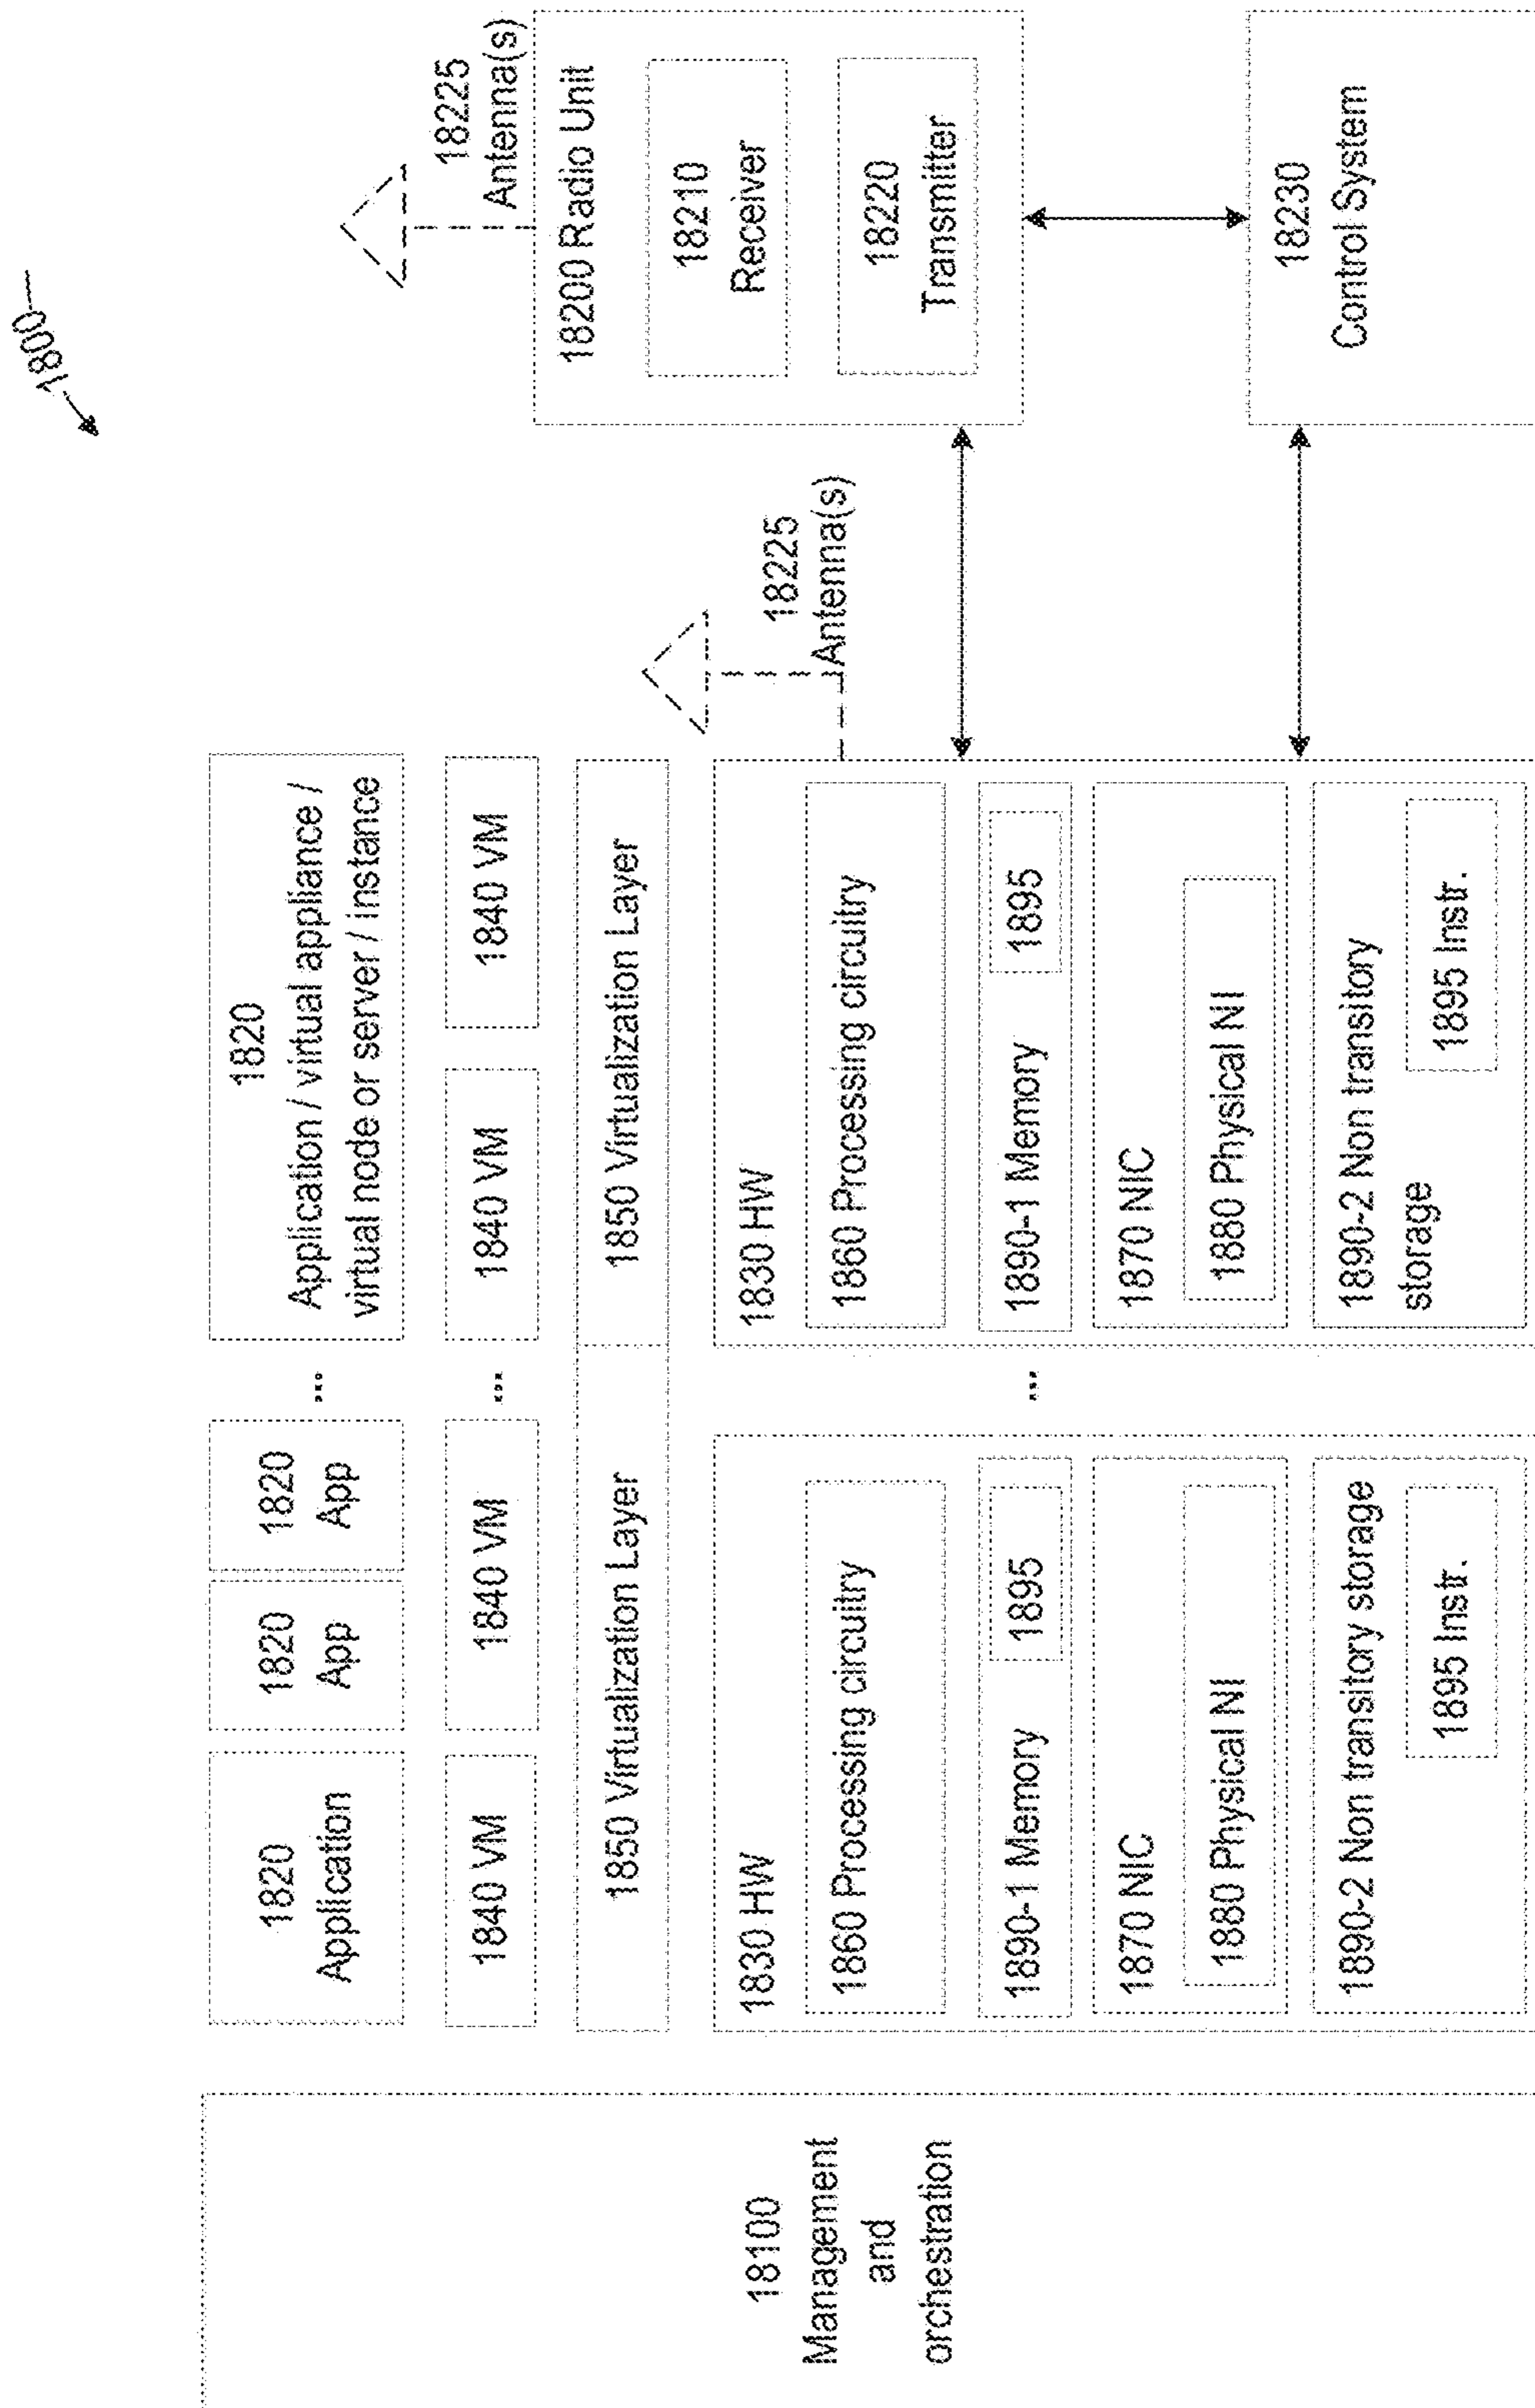 1800
18100
Management
and
orchestration
1820
Application
1820
App
1820
App
...
1820
Application / virtual appliance /
virtual node or server / instance
1840 VM
1840 VM
...
1840 VM
1840 VM
1850 Virtualization Layer
1850 Virtualization Layer
1830 HW
1860 Processing circuitry
1890-1 Memory
1895
1870 NIC
1880 Physical NI
1890-2 Non transitory storage
1895 Instr.
...
1830 HW
1860 Processing circuitry
1890-1 Memory
1895
1870 NIC
1880 Physical NI
1890-2 Non transitory
storage
1895 Instr.
18225
Antenna(s)
18225
Antenna(s)
18200 Radio Unit
18210
Receiver
18220
Transmitter
18230
Control System